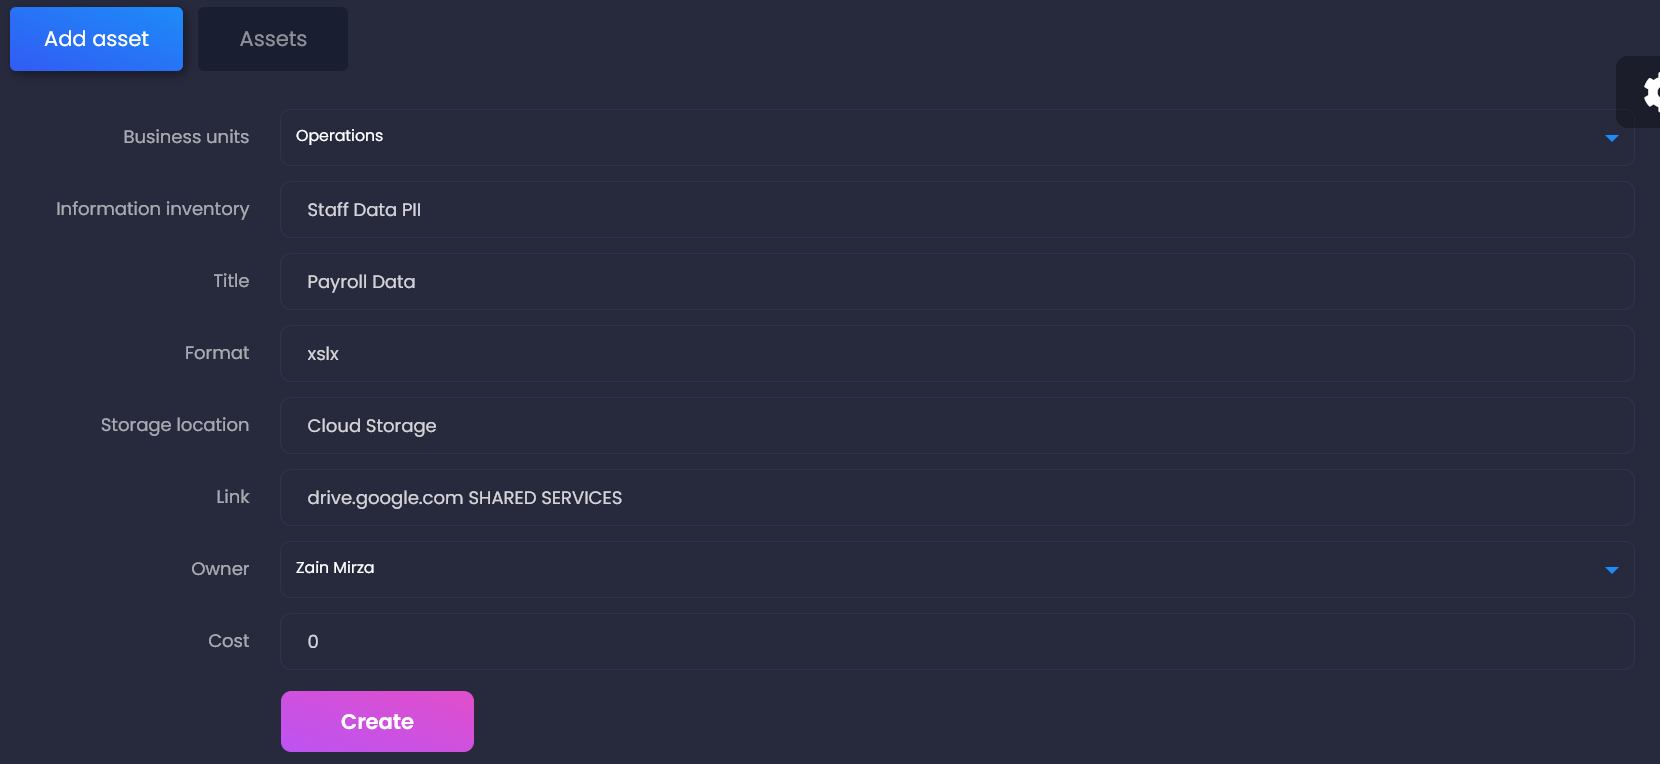 Add asset Assets
Business units Operations
Information inventory Staff Data PII
Title Payroll Data
Format xslx
Storage location Cloud Storage
Link drive.google.com SHARED SERVICES
Owner Zain Mirza
Cost 0
Create